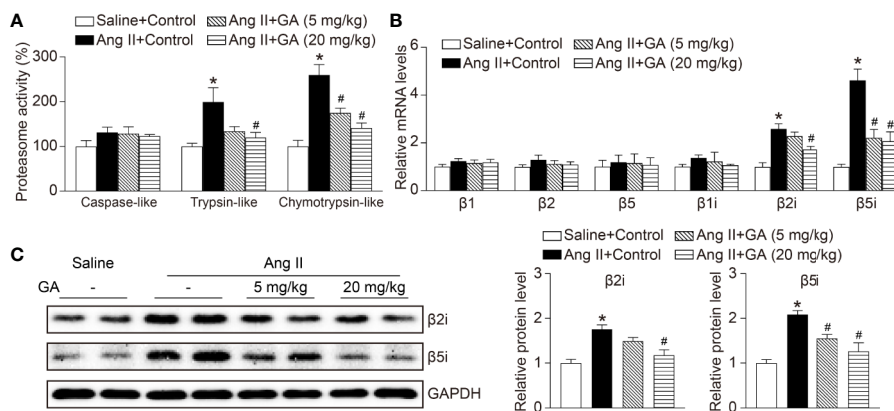 A
Saline+Control Ang II+GA (5 mg/kg)
Ang II+Control Ang II+GA (20 mg/kg)
Proteasome activity (%)
300
200
100
0
* * # # #
Caspase-like Trypsin-like Chymotrypsin-like
B
Saline+Control Ang II+GA (5 mg/kg)
Ang II+Control Ang II+GA (20 mg/kg)
Relative mRNA levels
6
4
2
0
* # * # #
β1 β2 β5 β1i β2i β5i
C
Saline Ang II
GA - - 5 mg/kg 20 mg/kg
β2i
β5i
GAPDH
Saline+Control Ang II+GA (5 mg/kg)
Ang II+Control Ang II+GA (20 mg/kg)
β2i
Relative protein level
3
2
1
0
* #
β5i
Relative protein level
3
2
1
0
* # #